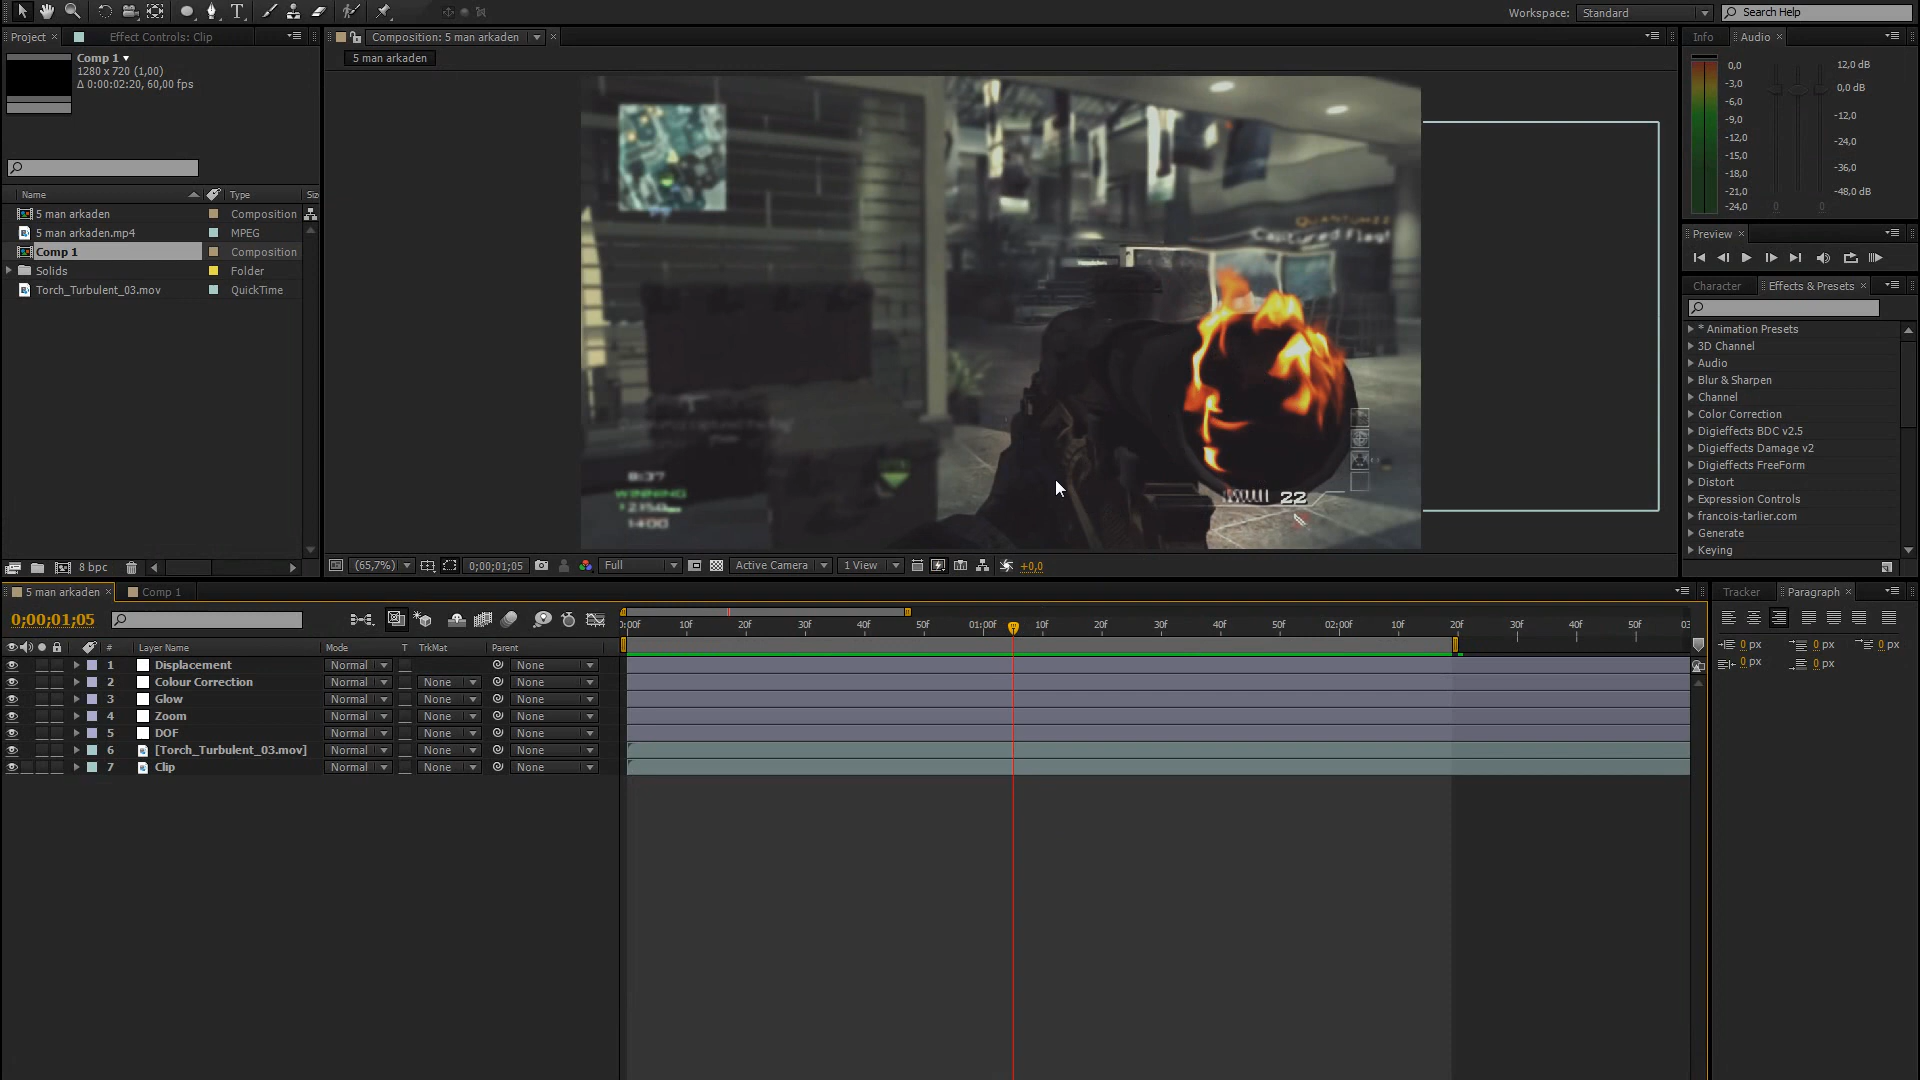 Workspace: Standard
Search Help
Project
Effect Controls: Clip
Composition: 5 man arkaden
Info
Audio
Comp 1
1280 x 720 (1,00)
Δ 0:00:02:20, 60,00 fps
5 man arkaden
0,0
-3,0
-6,0
-9,0
-12,0
-15,0
-18,0
-21,0
-24,0
12,0 dB
0,0 dB
-12,0
-24,0
-36,0
-48,0 dB
0
0
Name
Type
Siz
5 man arkaden
Composition
5 man arkaden.mp4
MPEG
Comp 1
Composition
Solids
Folder
Torch_Turbulent_03.mov
QuickTime
8 bpc
Captured Flag!
8:37
WINNING
1400
22
Preview
Character
Effects & Presets
* Animation Presets
3D Channel
Audio
Blur & Sharpen
Channel
Color Correction
Digieffects BDC v2.5
Digieffects Damage v2
Digieffects FreeForm
Distort
Expression Controls
francois-tarlier.com
Generate
Keying
(65,7%)
0;00;01;05
Full
Active Camera
1 View
+0,0
5 man arkaden
Comp 1
0;00;01;05
0:00f
10f
20f
30f
40f
50f
01:00f
10f
20f
30f
40f
50f
02:00f
10f
20f
30f
40f
50f
03
# Layer Name Mode T TrkMat Parent
1 Displacement Normal None
2 Colour Correction Normal None None
3 Glow Normal None None
4 Zoom Normal None None
5 DOF Normal None None
6 [Torch_Turbulent_03.mov] Normal None None
7 Clip Normal None None
Tracker
Paragraph
0 px
0 px
0 px
0 px
0 px